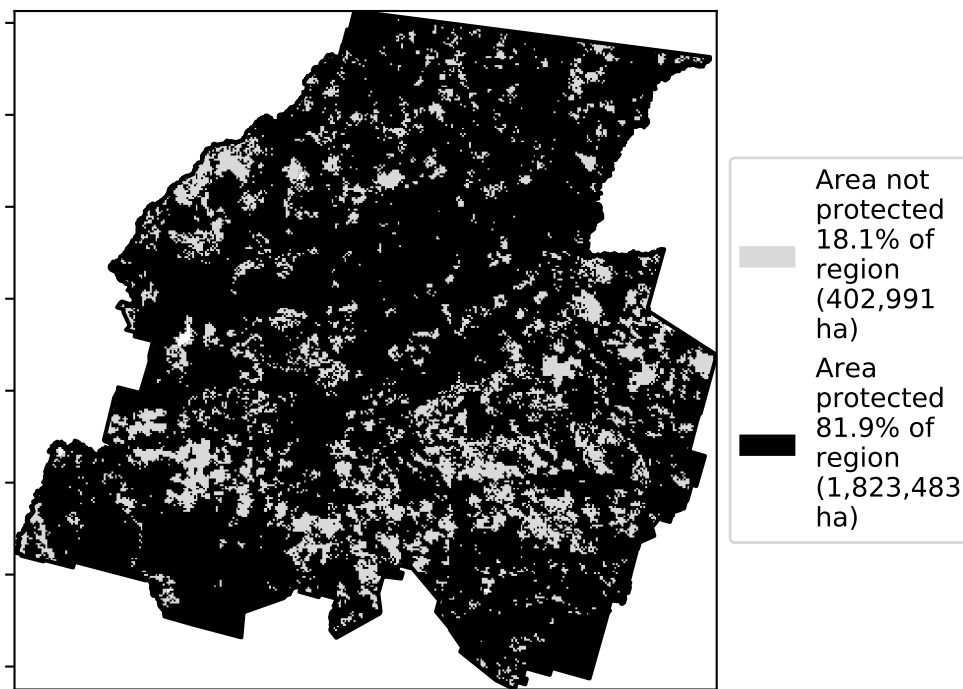 Area not
protected
18.1% of
region
(402,991
ha)
Area
protected
81.9% of
region
(1,823,483
ha)